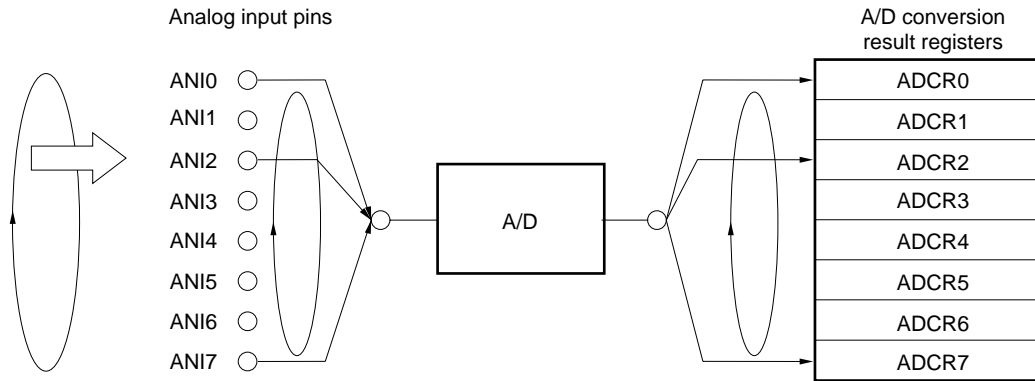 Analog input pins
A/D conversion
result registers
ANI0
ANI1
ANI2
ANI3
ANI4
ANI5
ANI6
ANI7
A/D
ADCR0
ADCR1
ADCR2
ADCR3
ADCR4
ADCR5
ADCR6
ADCR7